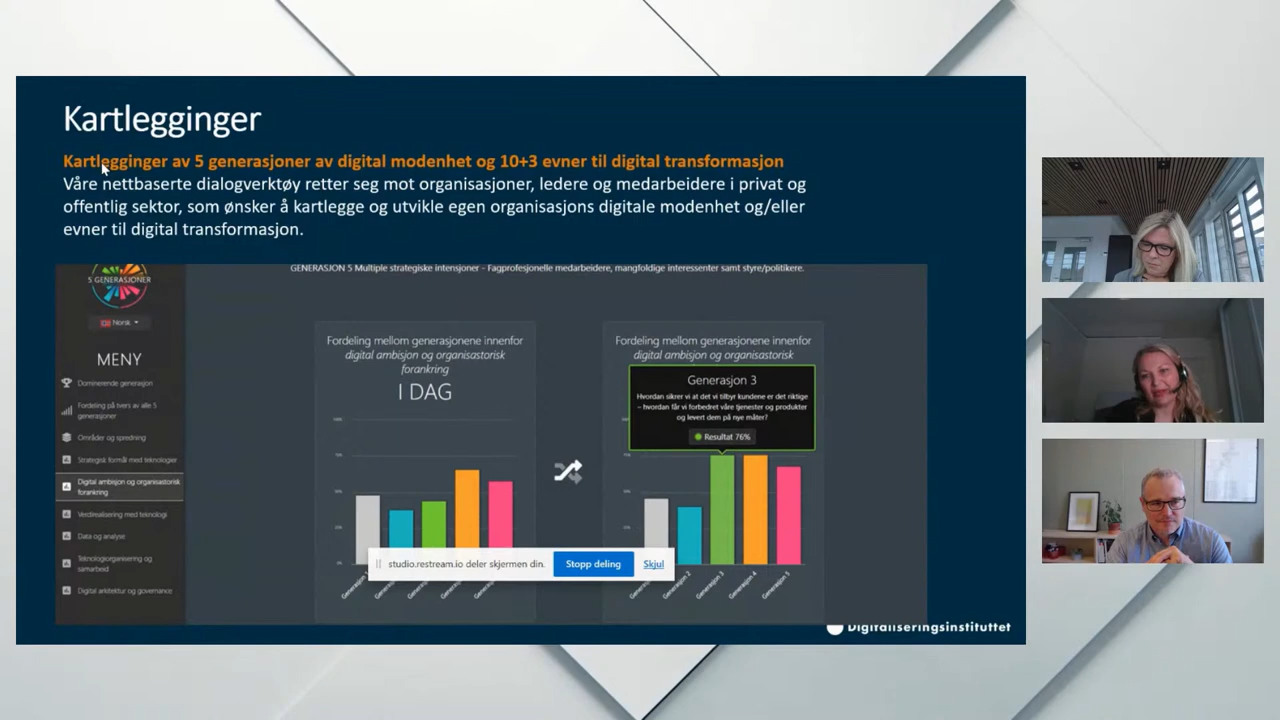 Kartlegginger
Kartlegginger av 5 generasjoner av digital modenhet og 10+3 evner til digital transformasjon
Våre nettbaserte dialogverktøy retter seg mot organisasjoner, ledere og medarbeidere i privat og
offentlig sektor, som ønsker å kartlegge og utvikle egen organisasjons digitale modenhet og/eller
evner til digital transformasjon.
5 GENERASJONER
Norsk
MENY
Dominerende generasjon
Fordeling på tvers av alle 5
generasjoner
Områder og spredning
Strategisk formål med teknologier
Digital ambisjon og organisatorisk
forankring
Verdirealisering med teknologi
Data og analyse
Teknologiorganisering og
samarbeid
Digital arkitektur og governance
GENERASJON 5 Multiple strategiske intensjoner - Fagprofesjonelle medarbeidere, mangfoldige interessenter samt styre/politikere.
Fordeling mellom generasjonene innenfor
digital ambisjon og organisastorisk
forankring
I DAG
100%
75%
50%
25%
0%
Fordeling mellom generasjonene innenfor
digital ambisjon og organisastorisk
Generasjon 3
Hvordan sikrer vi at det vi tilbyr kundene er det riktige
– hvordan får vi forbedret våre tjenester og produkter
og levert dem på nye måter?
Resultat 76%
Generasjon 2
Generasjon 3
Generasjon 4
Generasjon 5
studio.restream.io deler skjermen din.
Stopp deling
Skjul
Digitaliseringsinstituttet